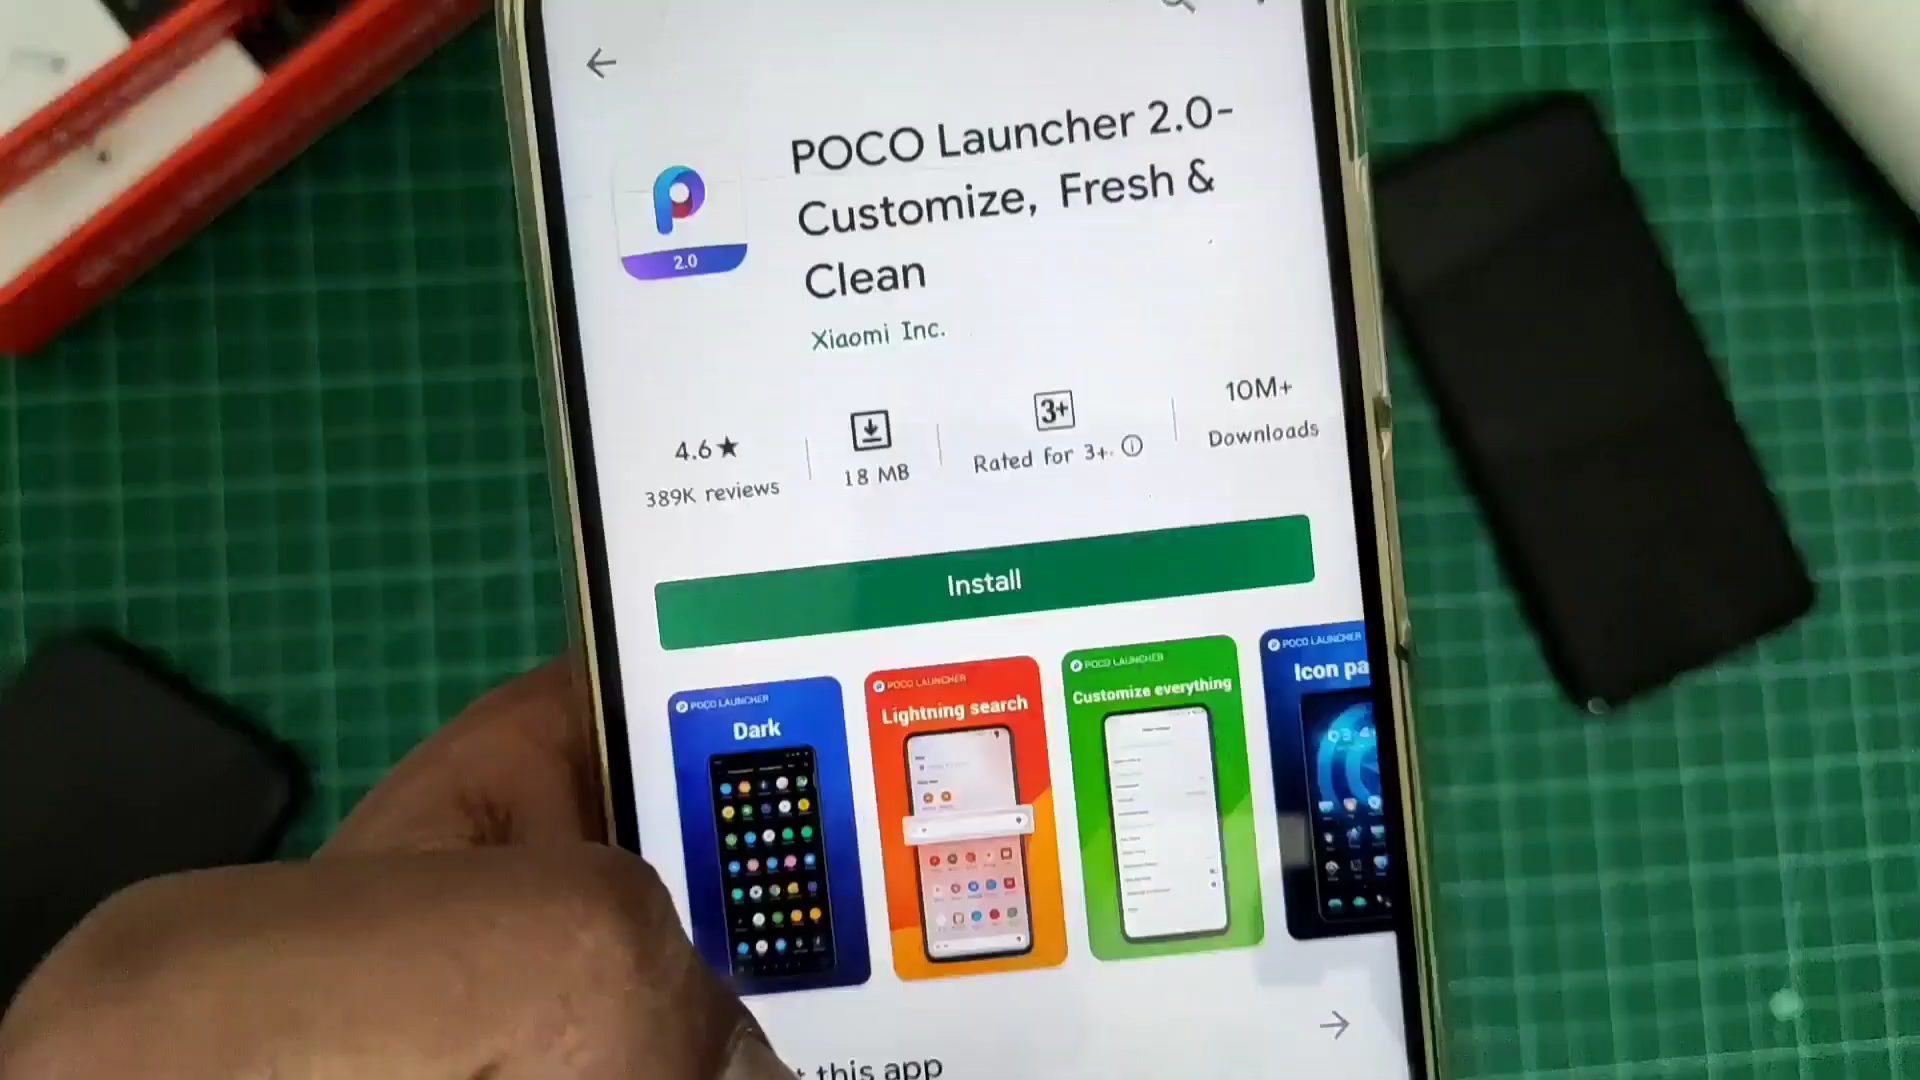 POCO Launcher 2.0-
Customize, Fresh &
Clean
Xiaomi Inc.
2.0
4.6★
389K reviews
18 MB
3+
Rated for 3+
10M+
Downloads
Install
POCO LAUNCHER
Dark
POCO LAUNCHER
Lightning search
POCO LAUNCHER
Customize everything
POCO LAUNCHER
Icon pa
this app